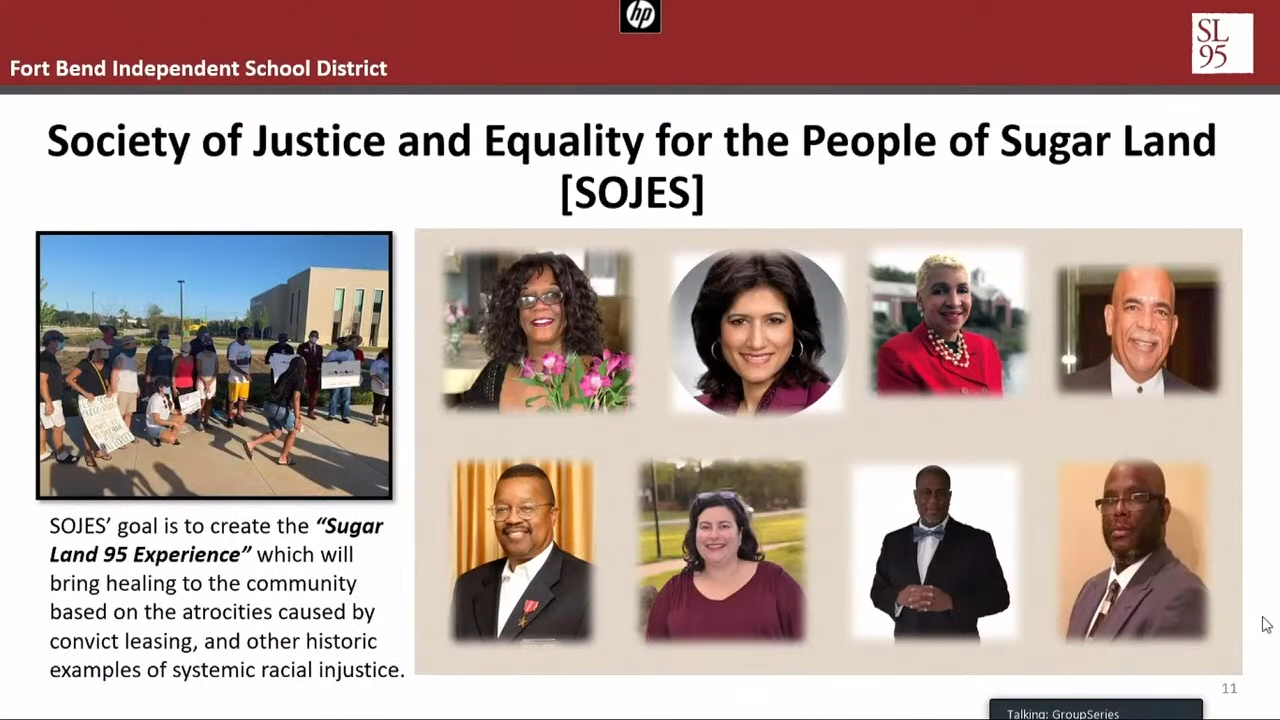 hp
SL
95
Fort Bend Independent School District
Society of Justice and Equality for the People of Sugar Land
[SOJES]
SOJES’ goal is to create the “Sugar
Land 95 Experience” which will
bring healing to the community
based on the atrocities caused by
convict leasing, and other historic
examples of systemic racial injustice.
11
Talking: GroupSeries